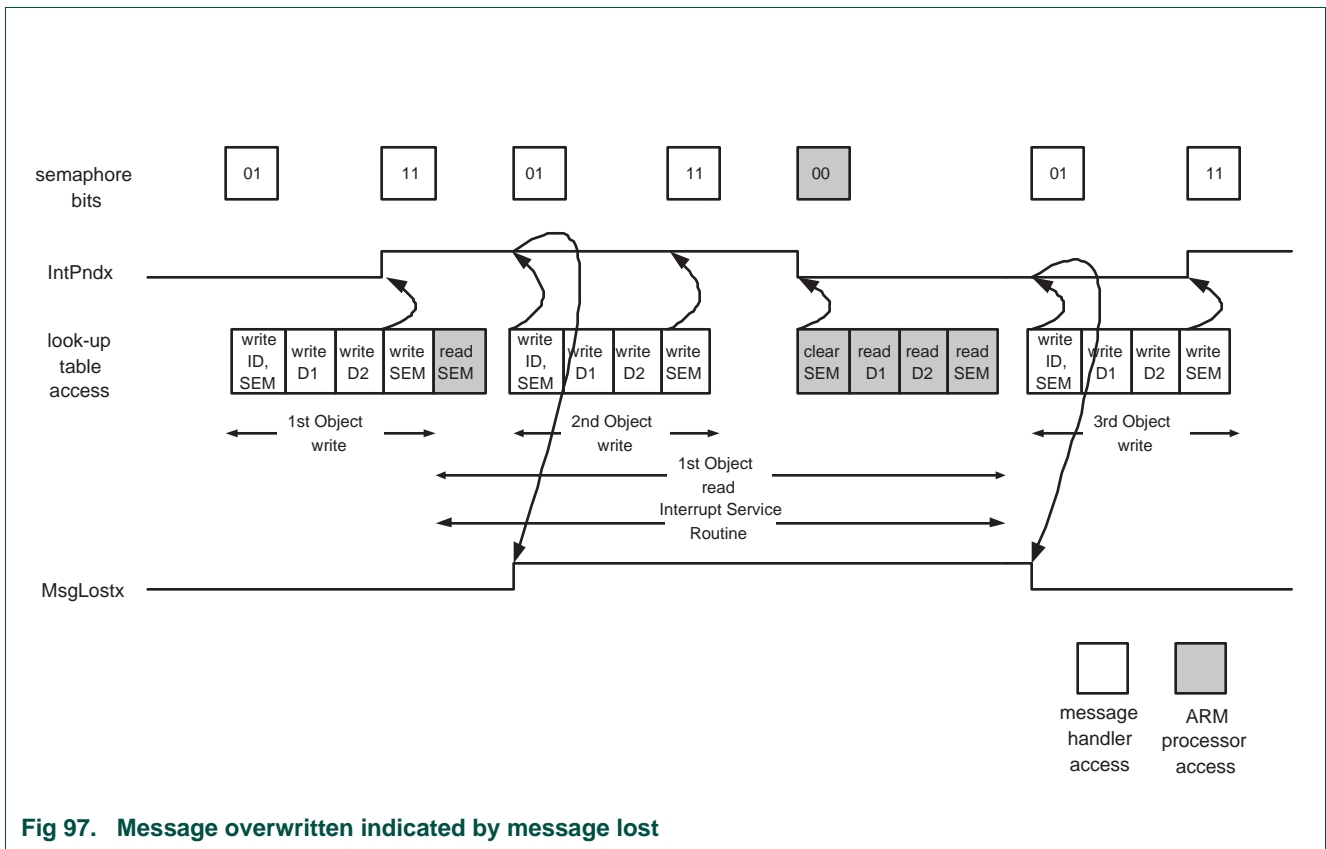 semaphore
bits
01
11
01
11
00
01
11
IntPndx
look-up
table
access
write
ID,
SEM
write
D1
write
D2
write
SEM
read
SEM
write
ID,
SEM
write
D1
write
D2
write
SEM
clear
SEM
read
D1
read
D2
read
SEM
write
ID,
SEM
write
D1
write
D2
write
SEM
1st Object
write
2nd Object
write
3rd Object
write
1st Object
read
Interrupt Service
Routine
MsgLostx
message
handler
access
ARM
processor
access
Fig 97. Message overwritten indicated by message lost